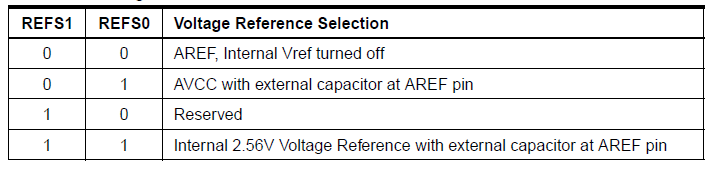 REFS1 REFS0 Voltage Reference Selection
0 0 AREF, Internal Vref turned off
0 1 AVCC with external capacitor at AREF pin
1 0 Reserved
1 1 Internal 2.56V Voltage Reference with external capacitor at AREF pin